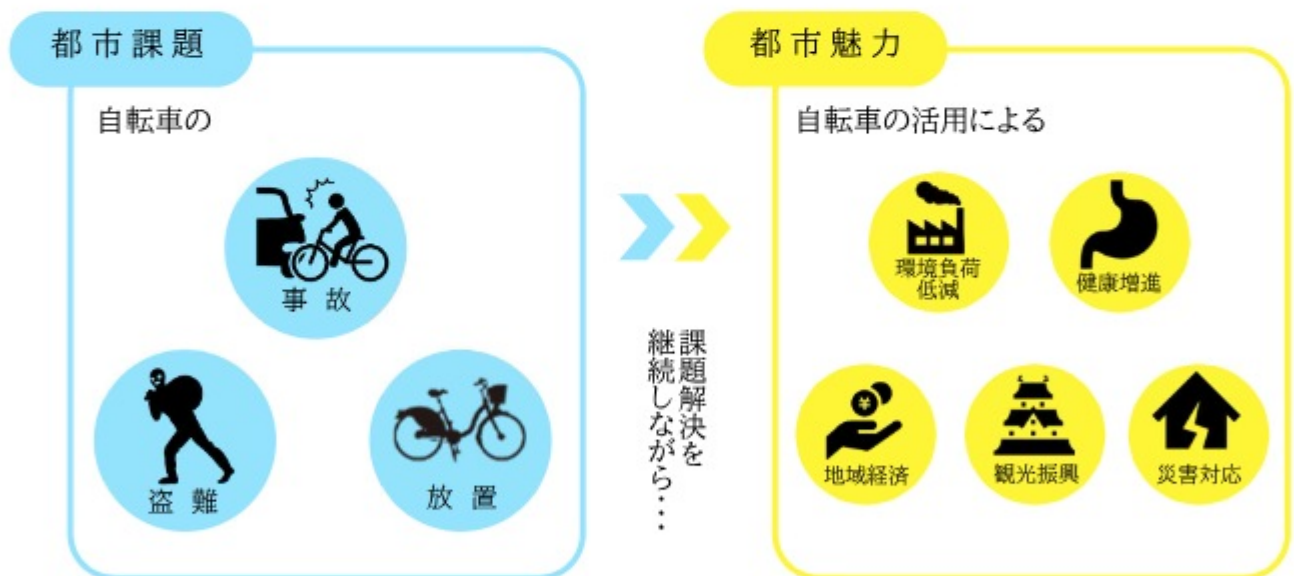 都市課題
自転車の
事故
盗難
放置
課題解決を
継続しながら・・・
都市魅力
自転車の活用による
環境負荷
低減
健康増進
¥
地域経済
観光振興
災害対応